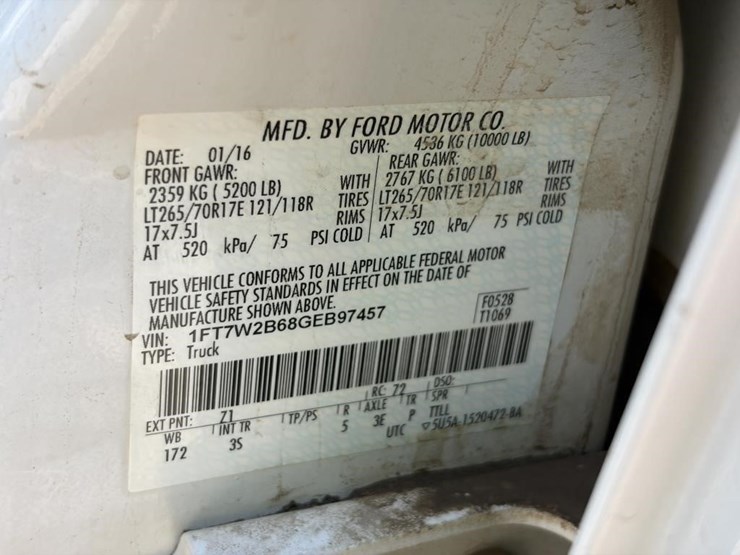 MFD. BY FORD MOTOR CO.
DATE: 01/16 GVWR: 4536 KG (10000 LB)
FRONT GAWR: REAR GAWR:
2359 KG ( 5200 LB) WITH 2767 KG ( 6100 LB) WITH
LT265/70R17E 121/118R TIRES LT265/70R17E 121/118R TIRES
17x7.5J RIMS 17x7.5J RIMS
AT 520 kPa/ 75 PSI COLD AT 520 kPa/ 75 PSI COLD
THIS VEHICLE CONFORMS TO ALL APPLICABLE FEDERAL MOTOR
VEHICLE SAFETY STANDARDS IN EFFECT ON THE DATE OF
MANUFACTURE SHOWN ABOVE.
VIN: 1FT7W2B68GEB97457 F0528
TYPE: Truck T1069
EXT PNT: Z1 RC: 72 DSO:
WB INT TR TP/PS R AXLE TR SPR
172 3S 5 3E P TTLL
UTC ▽5U5A-1520472-BA